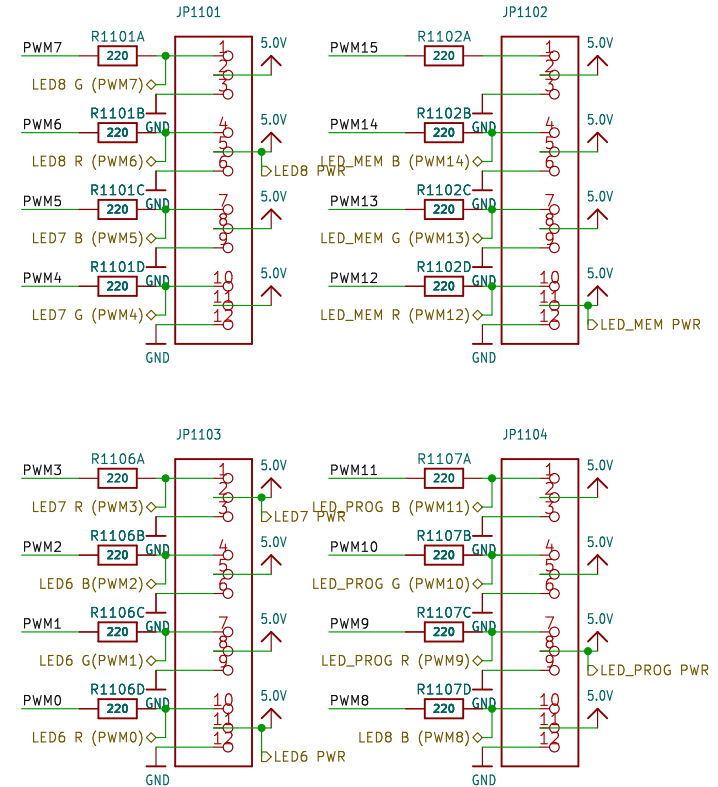 JP1101
PWM7 R1101A 220 1 5.0V
2
LED8 G (PWM7) 3
R1101B GND
PWM6 220 4 5.0V
5
LED8 R (PWM6) 6 LED8 PWR
R1101C GND
PWM5 220 7 5.0V
8
LED7 B (PWM5) 9
R1101D GND
PWM4 220 10 5.0V
11
LED7 G (PWM4) 12
GND
JP1102
PWM15 R1102A 220 1 5.0V
2
3
R1102B GND
PWM14 220 4 5.0V
5
LED_MEM B (PWM14) 6
R1102C GND
PWM13 220 7 5.0V
8
LED_MEM G (PWM13) 9
R1102D GND
PWM12 220 10 5.0V
11
LED_MEM R (PWM12) 12 LED_MEM PWR
GND
JP1103
PWM3 R1106A 220 1 5.0V
2
LED7 R (PWM3) 3 LED7 PWR
R1106B GND
PWM2 220 4 5.0V
5
LED6 B(PWM2) 6
R1106C GND
PWM1 220 7 5.0V
8
LED6 G(PWM1) 9
R1106D GND
PWM0 220 10 5.0V
11
LED6 R (PWM0) 12 LED6 PWR
GND
JP1104
PWM11 R1107A 220 1 5.0V
2
LED_PROG B (PWM11) 3
R1107B GND
PWM10 220 4 5.0V
5
LED_PROG G (PWM10) 6
R1107C GND
PWM9 220 7 5.0V
8
LED_PROG R (PWM9) 9 LED_PROG PWR
R1107D GND
PWM8 220 10 5.0V
11
LED8 B (PWM8) 12
GND